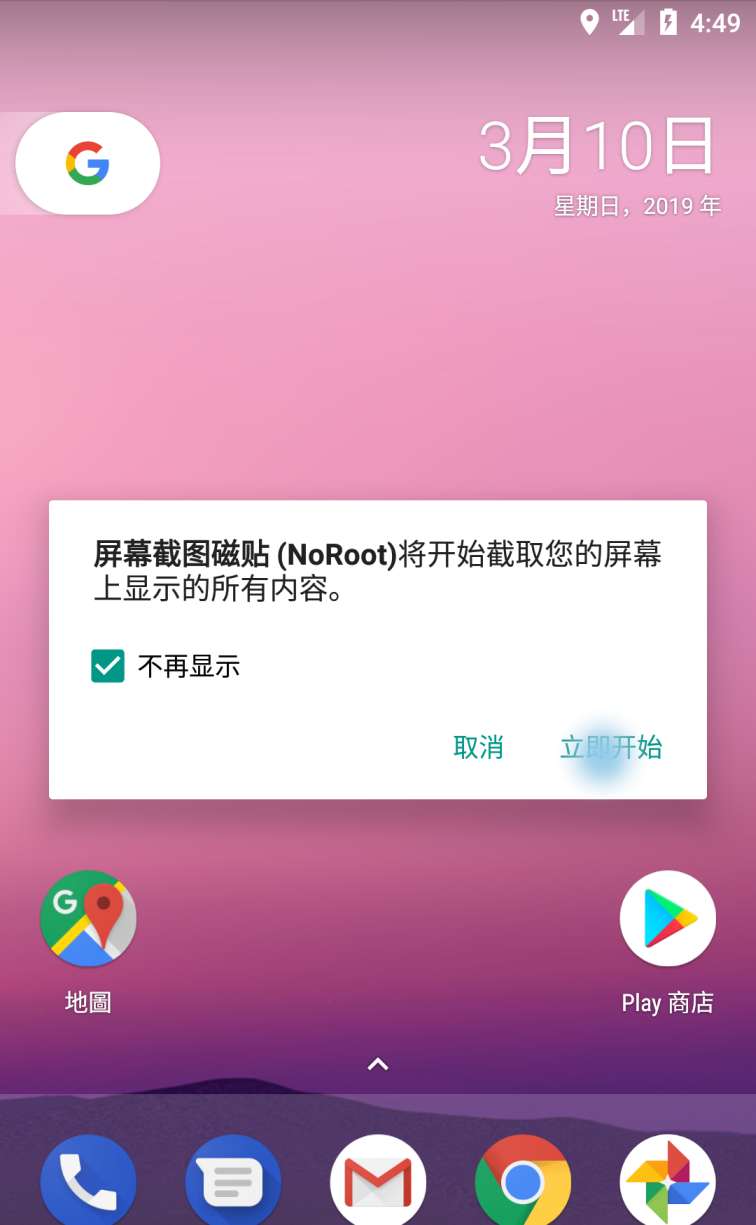 LTE 4:49
3月10日
星期日，2019 年
屏幕截图磁贴 (NoRoot)将开始截取您的屏幕
上显示的所有内容。
不再显示
取消 立即开始
地圖 Play 商店